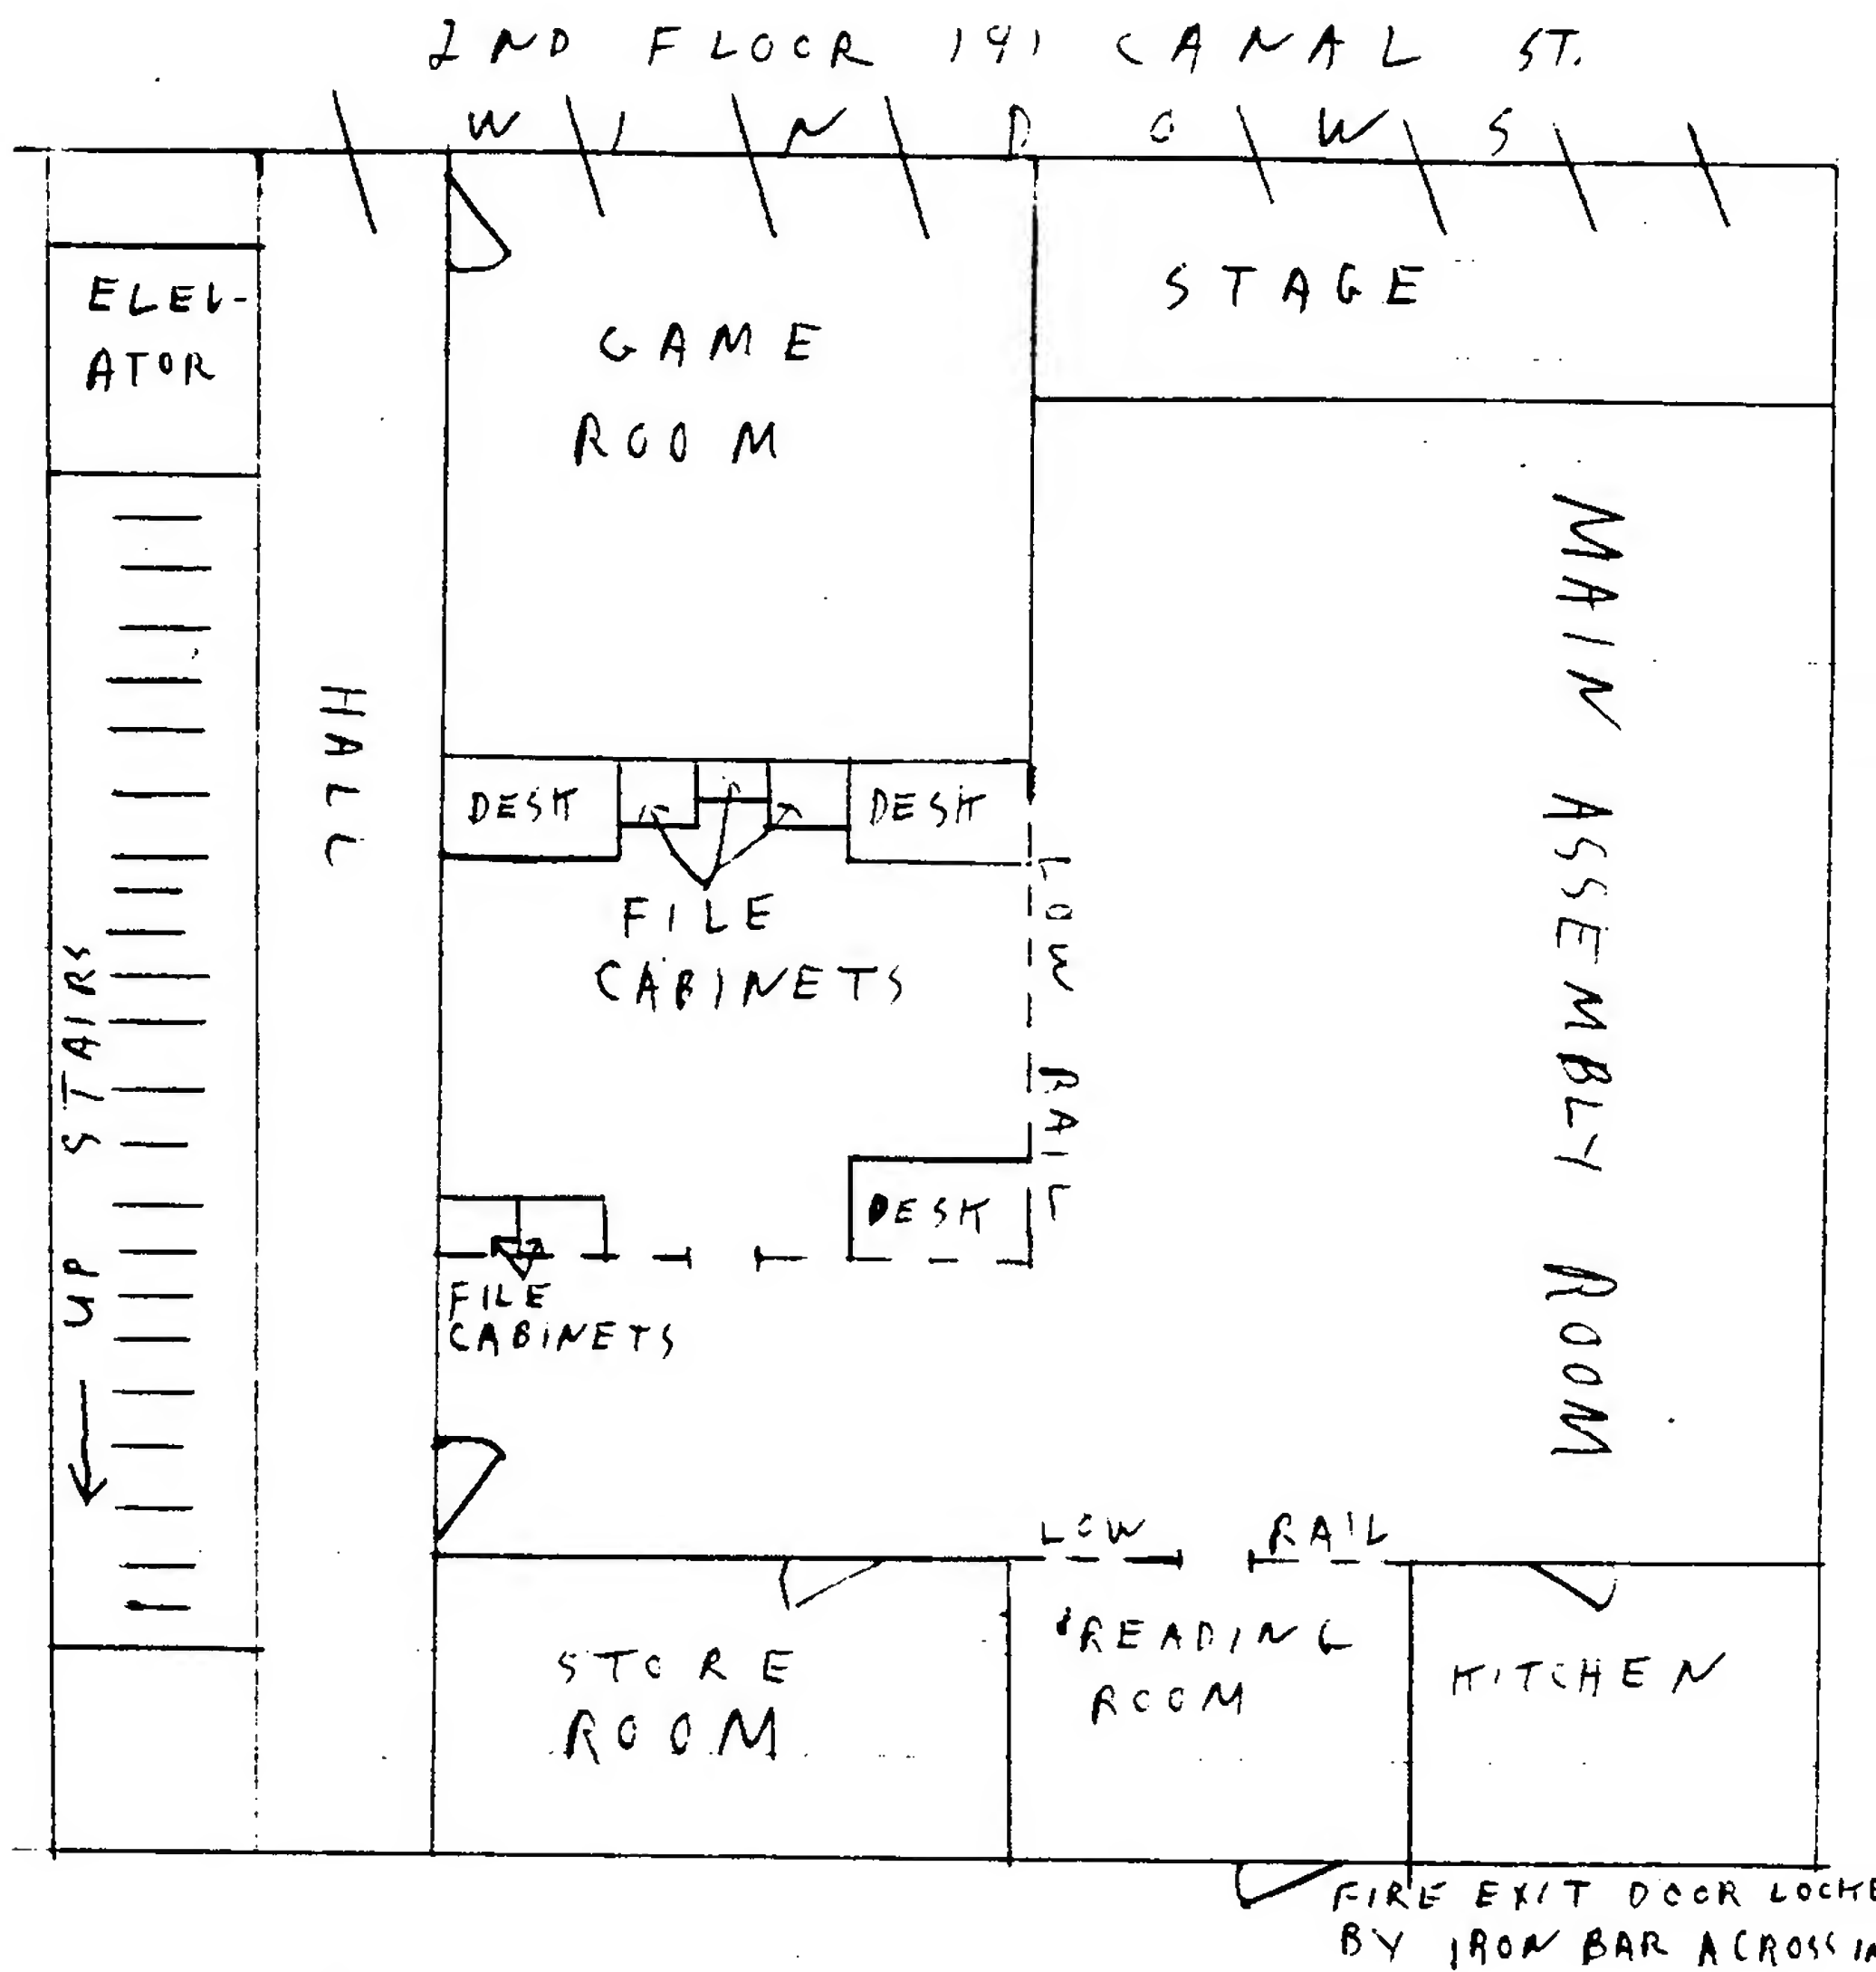 2ND FLOOR 191 CANAL ST.
WINDOWS
ELEV-
ATOR
GAME
ROOM
STAGE
HALL
MAIN ASSEMBLY ROOM
DESK
DESK
FILE
CABINETS
LOW RAIL
UP STAIRS
DESK
FILE
CABINETS
LOW RAIL
STORE
ROOM
READING
ROOM
KITCHEN
FIRE EXIT DOOR LOCKE
BY IRON BAR ACROSS